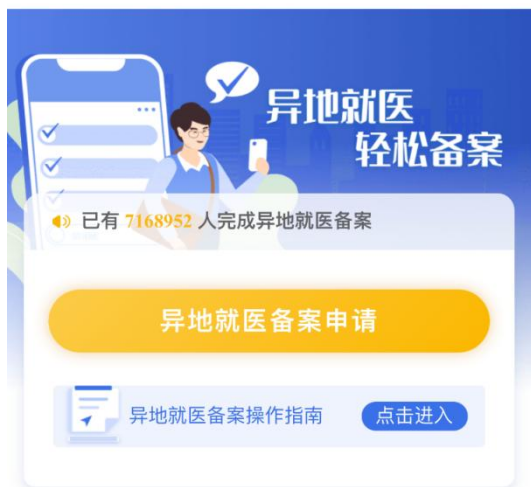 异地就医
轻松备案
已有 7168952 人完成异地就医备案
异地就医备案申请
异地就医备案操作指南 点击进入